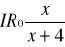 IR₀ x/(x + 4)